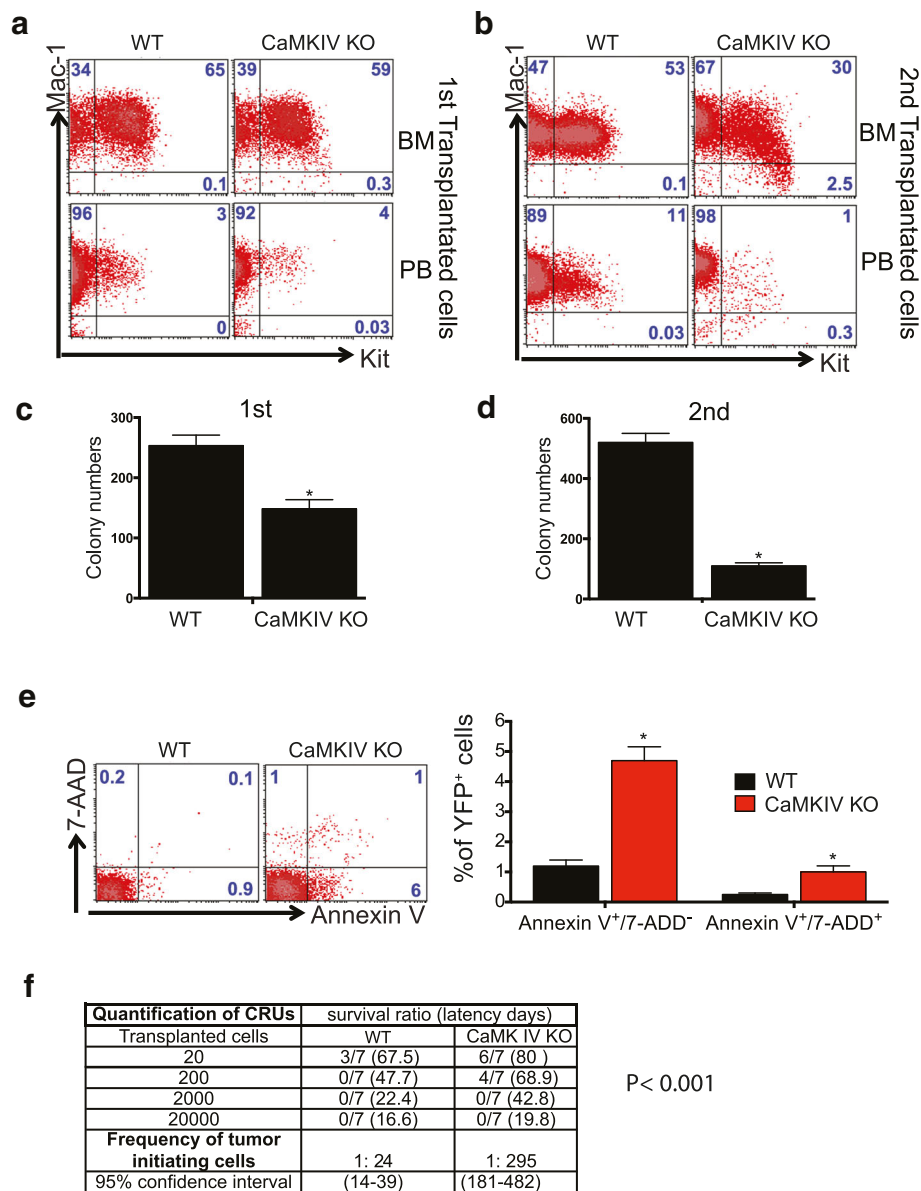 a
WT
CaMKIV KO
Mac-1
34
65
0.1
39
59
0.3
BM
96
3
0
92
4
0.03
PB
Kit
1st Transplantated cells
b
WT
CaMKIV KO
Mac-1
47
53
0.1
67
30
2.5
BM
89
11
0.03
98
1
0.3
PB
Kit
2nd Transplantated cells
c
1st
Colony numbers
300
200
100
0
*
WT
CaMKIV KO
d
2nd
Colony numbers
600
400
200
0
*
WT
CaMKIV KO
e
WT
CaMKIV KO
7-AAD
0.2
0.1
0.9
1
1
6
Annexin V
%of YFP⁺ cells
6
5
4
3
2
1
0
*
*
WT
CaMKIV KO
Annexin V⁺/7-ADD⁻
Annexin V⁺/7-ADD⁺
f
Quantification of CRUs survival ratio (latency days)
Transplanted cells WT CaMK IV KO
20 3/7 (67.5) 6/7 (80 )
200 0/7 (47.7) 4/7 (68.9)
2000 0/7 (22.4) 0/7 (42.8)
20000 0/7 (16.6) 0/7 (19.8)
Frequency of tumor
initiating cells 1: 24 1: 295
95% confidence interval (14-39) (181-482)
P< 0.001